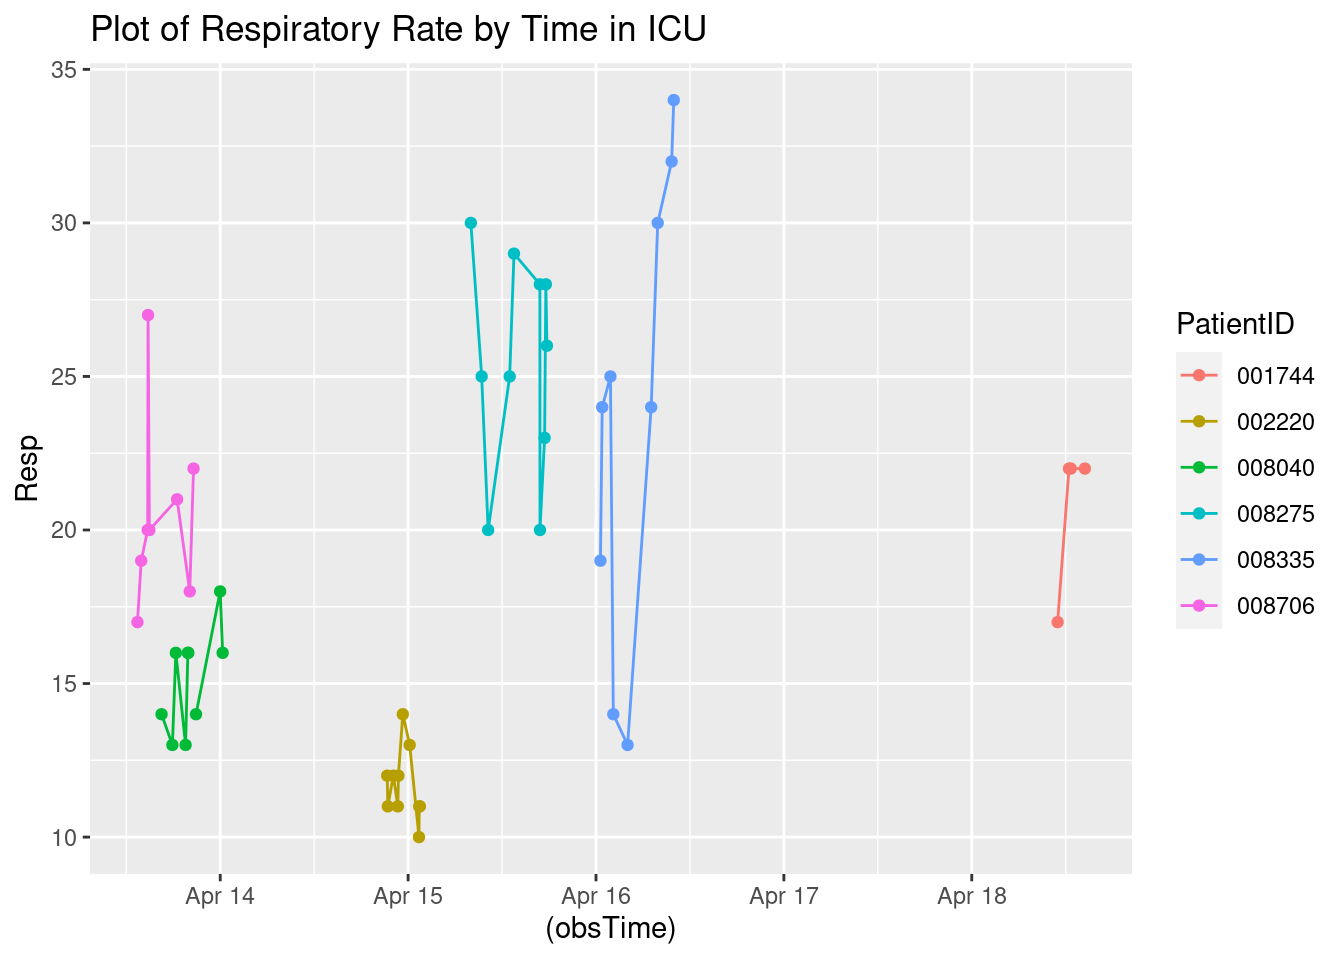 Plot of Respiratory Rate by Time in ICU
35
30
25
20
15
10
Resp
Apr 14
Apr 15
Apr 16
Apr 17
Apr 18
(obsTime)
PatientID
001744
002220
008040
008275
008335
008706